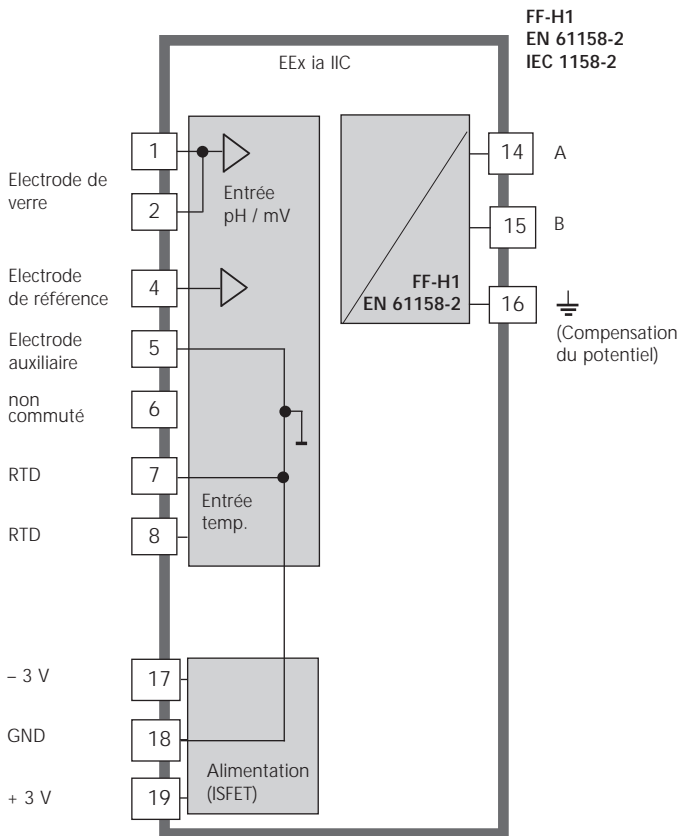 FF-H1
EN 61158-2
IEC 1158-2
EEx ia IIC
Electrode de
verre
1
2
Entrée
pH / mV
Electrode
de référence
4
Electrode
auxiliaire
5
non
commuté
6
RTD
7
RTD
8
Entrée
temp.
FF-H1
EN 61158-2
14
A
15
B
16
(Compensation
du potentiel)
– 3 V
17
GND
18
+ 3 V
19
Alimentation
(ISFET)